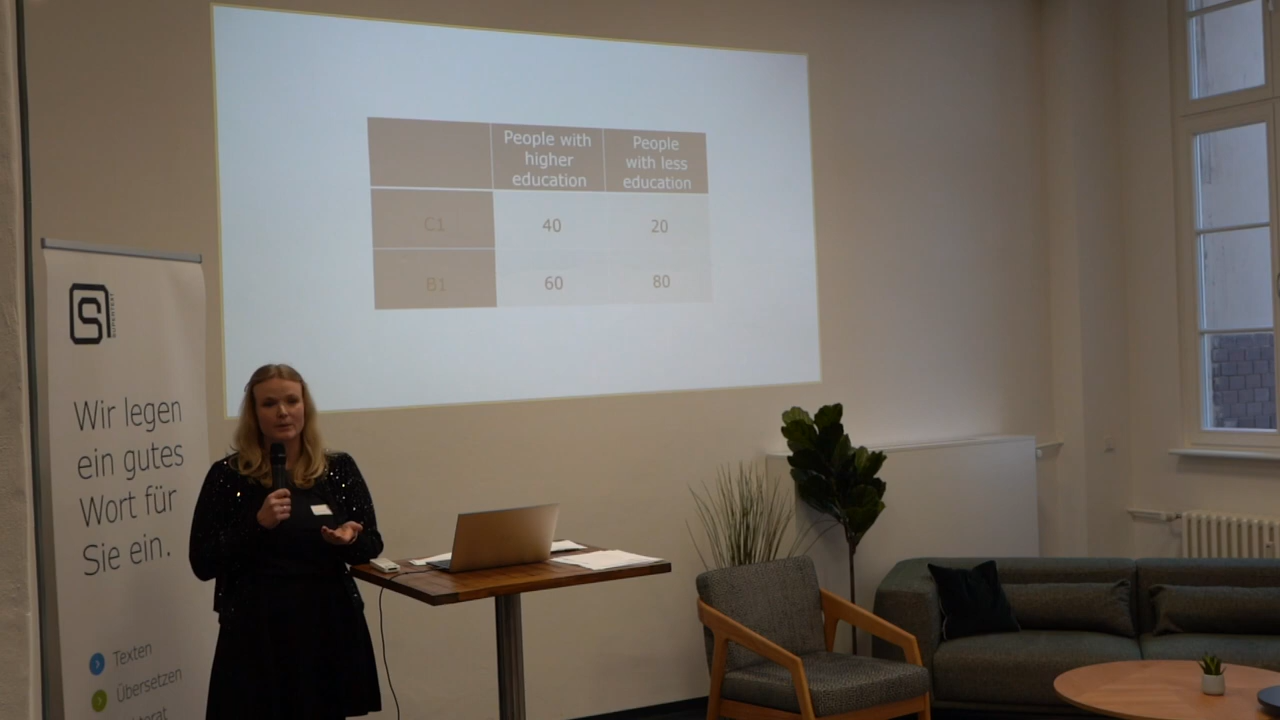 People with
higher
education
People
with less
education
C1
40
20
B1
60
80
SUPERTEXT
Wir legen
ein gutes
Wort für
Sie ein.
Texten
Übersetzen